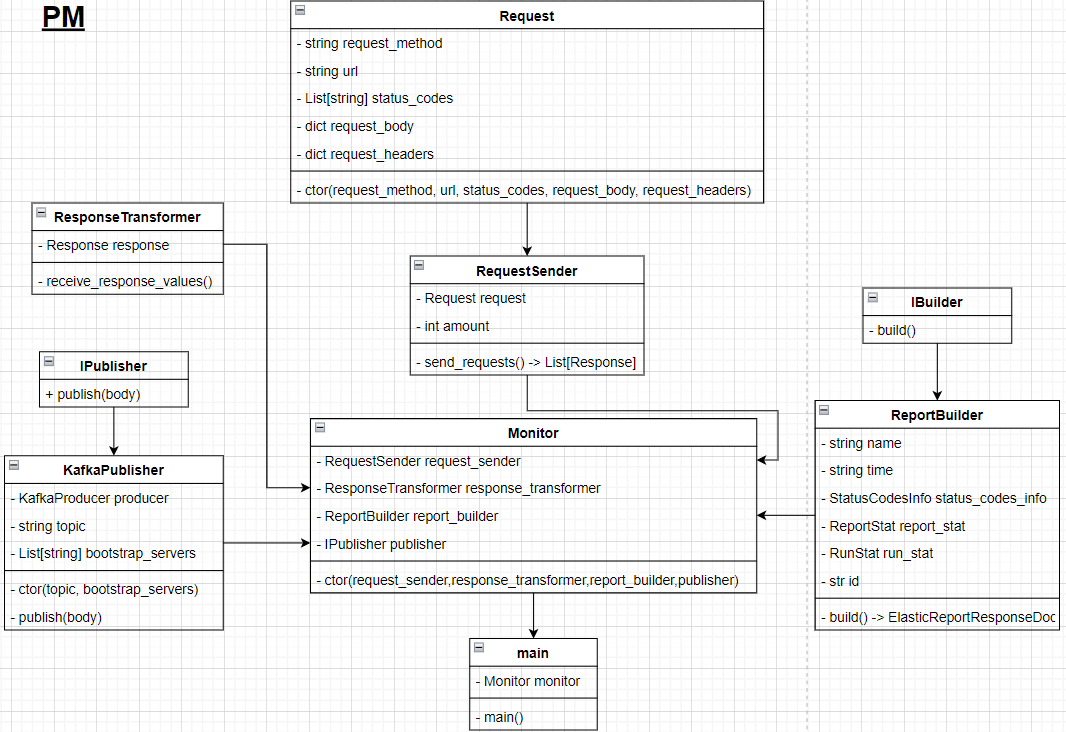 PM
Request
- string request_method
- string url
- List[string] status_codes
- dict request_body
- dict request_headers
- ctor(request_method, url, status_codes, request_body, request_headers)
ResponseTransformer
- Response response
- receive_response_values()
RequestSender
- Request request
- int amount
- send_requests() -> List[Response]
IBuilder
- build()
IPublisher
+ publish(body)
KafkaPublisher
- KafkaProducer producer
- string topic
- List[string] bootstrap_servers
- ctor(topic, bootstrap_servers)
- publish(body)
Monitor
- RequestSender request_sender
- ResponseTransformer response_transformer
- ReportBuilder report_builder
- IPublisher publisher
- ctor(request_sender,response_transformer,report_builder,publisher)
ReportBuilder
- string name
- string time
- StatusCodesInfo status_codes_info
- ReportStat report_stat
- RunStat run_stat
- str id
- build() -> ElasticReportResponseDoc
main
- Monitor monitor
- main()